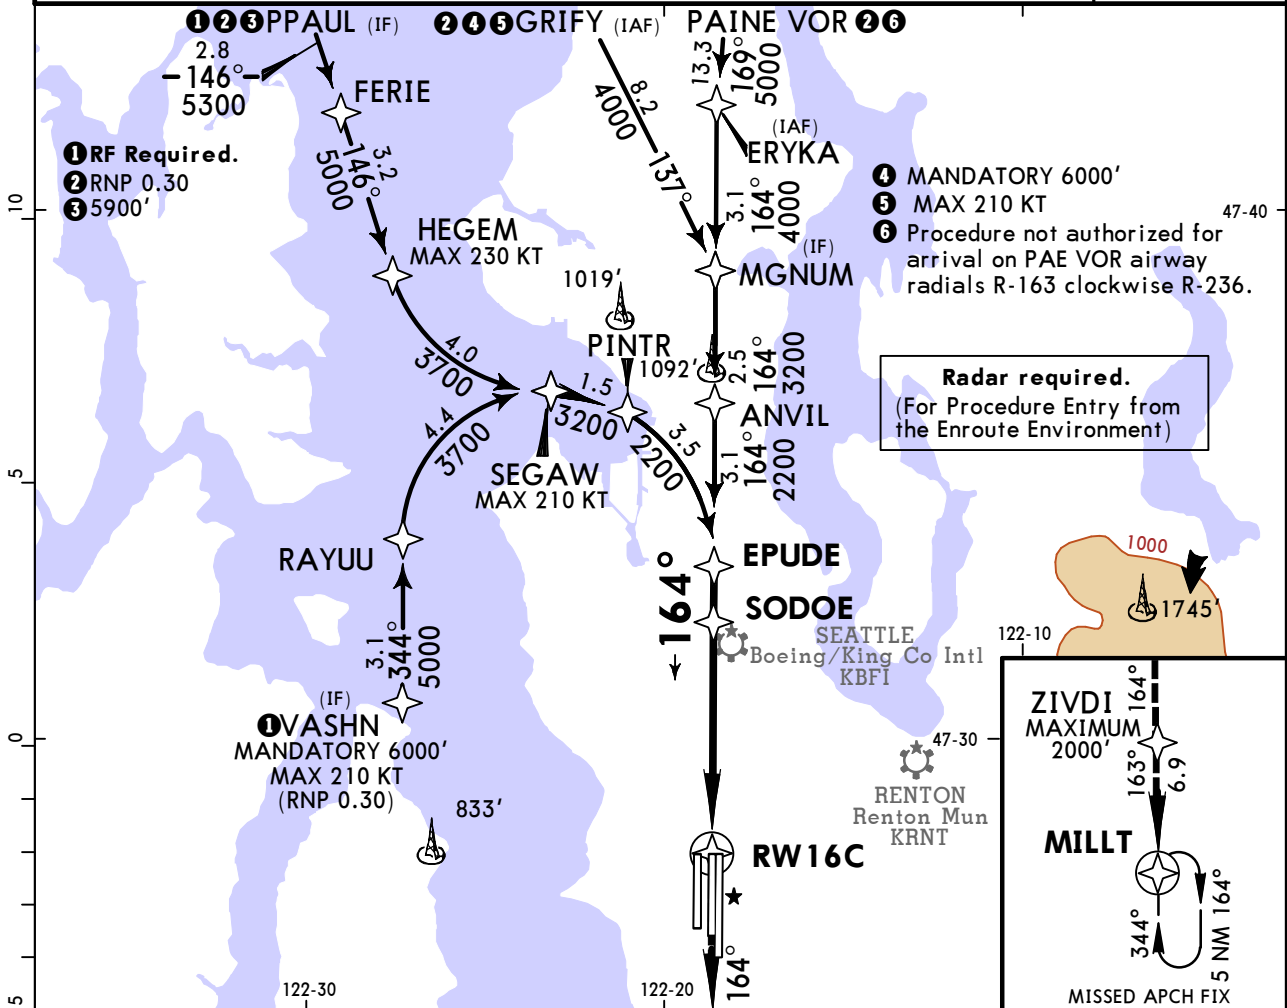 ❶❷❸PPAUL (IF)
❷❹❺GRIFY (IAF)
PAINE VOR ❷❻
2.8
146°
5300
FERIE
8.2
4000
137°
13.3
169°
5000
(IAF)
ERYKA
❶RF Required.
❷RNP 0.30
❸5900'
3.2
146°
5000
3.1
164°
4000
❹ MANDATORY 6000'
❺ MAX 210 KT
❻ Procedure not authorized for
arrival on PAE VOR airway
radials R-163 clockwise R-236.
10
47-40
HEGEM
MAX 230 KT
(IF)
MGNUM
1019'
PINTR
1092'
2.5
164°
3200
4.0
3700
1.5
3200
Radar required.
(For Procedure Entry from
the Enroute Environment)
ANVIL
4.4
3700
3.5
2200
3.1
164°
2200
SEGAW
MAX 210 KT
5
RAYUU
164°
EPUDE
SODOE
1000
1745'
SEATTLE
Boeing/King Co Intl
KBFI
122-10
3.1
344°
5000
(IF)
❶VASHN
MANDATORY 6000'
MAX 210 KT
(RNP 0.30)
0
47-30
RENTON
Renton Mun
KRNT
833'
RW16C
164°
164°
ZIVDI
MAXIMUM
2000'
163°
6.9
MILLT
344°
5 NM 164°
MISSED APCH FIX
5
122-30
122-20